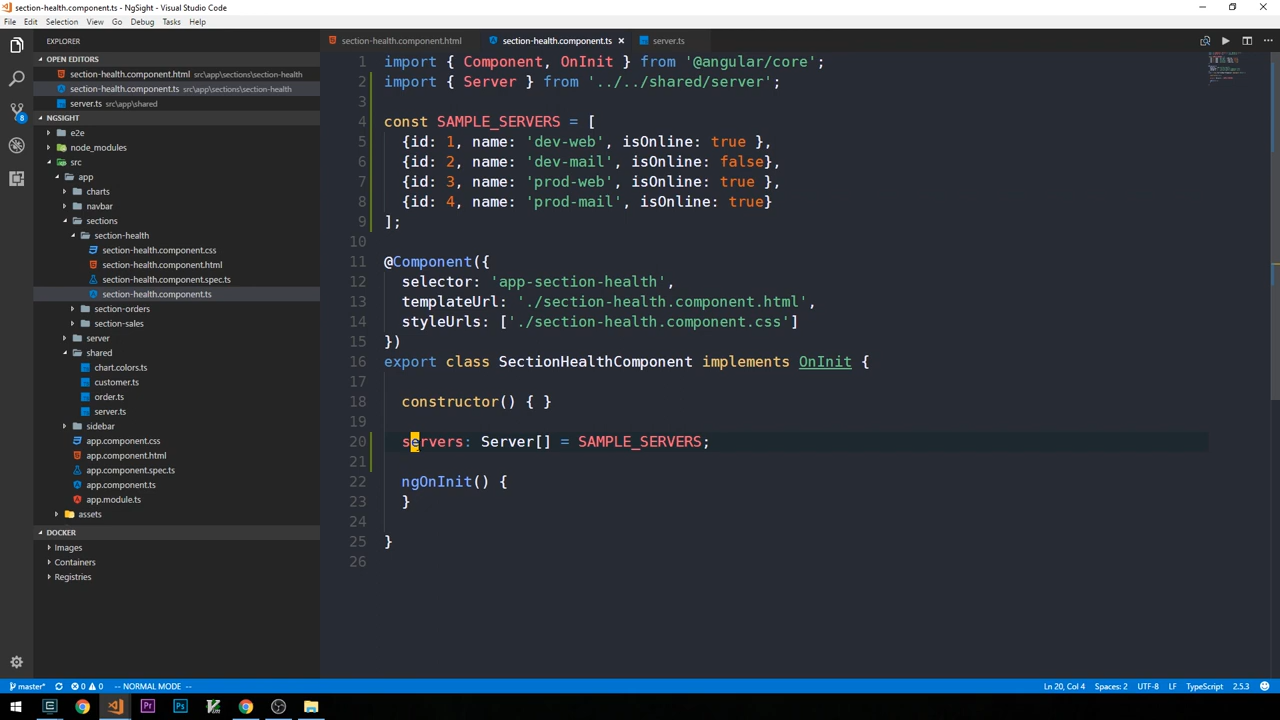 section-health.component.ts - NgSight - Visual Studio Code
File Edit Selection View Go Debug Tasks Help
EXPLORER
OPEN EDITORS
section-health.component.html src\app\sections\section-health
section-health.component.ts src\app\sections\section-health
server.ts src\app\shared
NGSIGHT
e2e
node_modules
src
app
charts
navbar
sections
section-health
section-health.component.css
section-health.component.html
section-health.component.spec.ts
section-health.component.ts
section-orders
section-sales
server
shared
chart.colors.ts
customer.ts
order.ts
server.ts
sidebar
app.component.css
app.component.html
app.component.spec.ts
app.component.ts
app.module.ts
assets
DOCKER
Images
Containers
Registries
8
section-health.component.html section-health.component.ts × server.ts
1 import { Component, OnInit } from '@angular/core';
2 import { Server } from '../../shared/server';
3
4 const SAMPLE_SERVERS = [
5 {id: 1, name: 'dev-web', isOnline: true },
6 {id: 2, name: 'dev-mail', isOnline: false},
7 {id: 3, name: 'prod-web', isOnline: true },
8 {id: 4, name: 'prod-mail', isOnline: true}
9 ];
10
11 @Component({
12 selector: 'app-section-health',
13 templateUrl: './section-health.component.html',
14 styleUrls: ['./section-health.component.css']
15 })
16 export class SectionHealthComponent implements OnInit {
17
18 constructor() { }
19
20 servers: Server[] = SAMPLE_SERVERS;
21
22 ngOnInit() {
23 }
24
25 }
26
master* 0 0 -- NORMAL MODE -- Ln 20, Col 4 Spaces: 2 UTF-8 LF TypeScript 2.5.3
Pr Ps